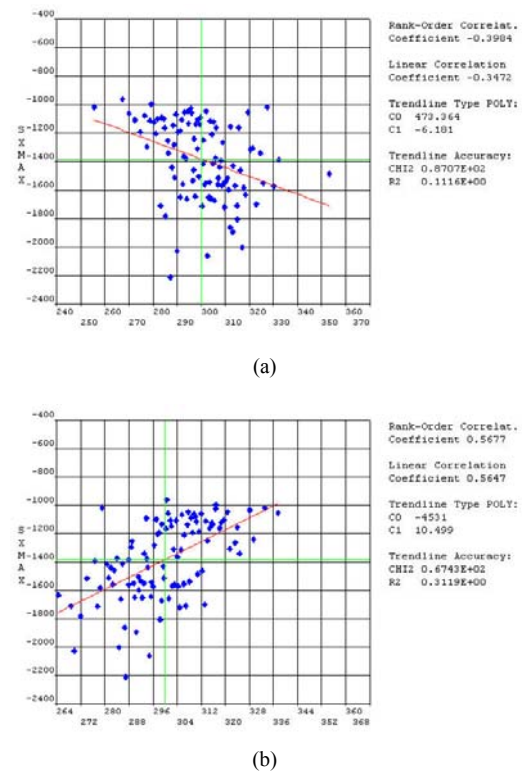 -400
-600
-800
-1000
-1200
-1400
-1600
-1800
-2000
-2200
-2400
SXMAX
240 260 280 300 320 340 360
250 270 290 310 330 350 370
Rank-Order Correlat.
Coefficient -0.3984
Linear Correlation
Coefficient -0.3472
Trendline Type POLY:
C0 473.364
C1 -6.181
Trendline Accuracy:
CHI2 0.8707E+02
R2 0.1116E+00
(a)
-400
-600
-800
-1000
-1200
-1400
-1600
-1800
-2000
-2200
-2400
SXMAX
264 280 296 312 328 344 360
272 288 304 320 336 352 368
Rank-Order Correlat.
Coefficient 0.5677
Linear Correlation
Coefficient 0.5647
Trendline Type POLY:
C0 -4531
C1 10.499
Trendline Accuracy:
CHI2 0.6743E+02
R2 0.3119E+00
(b)